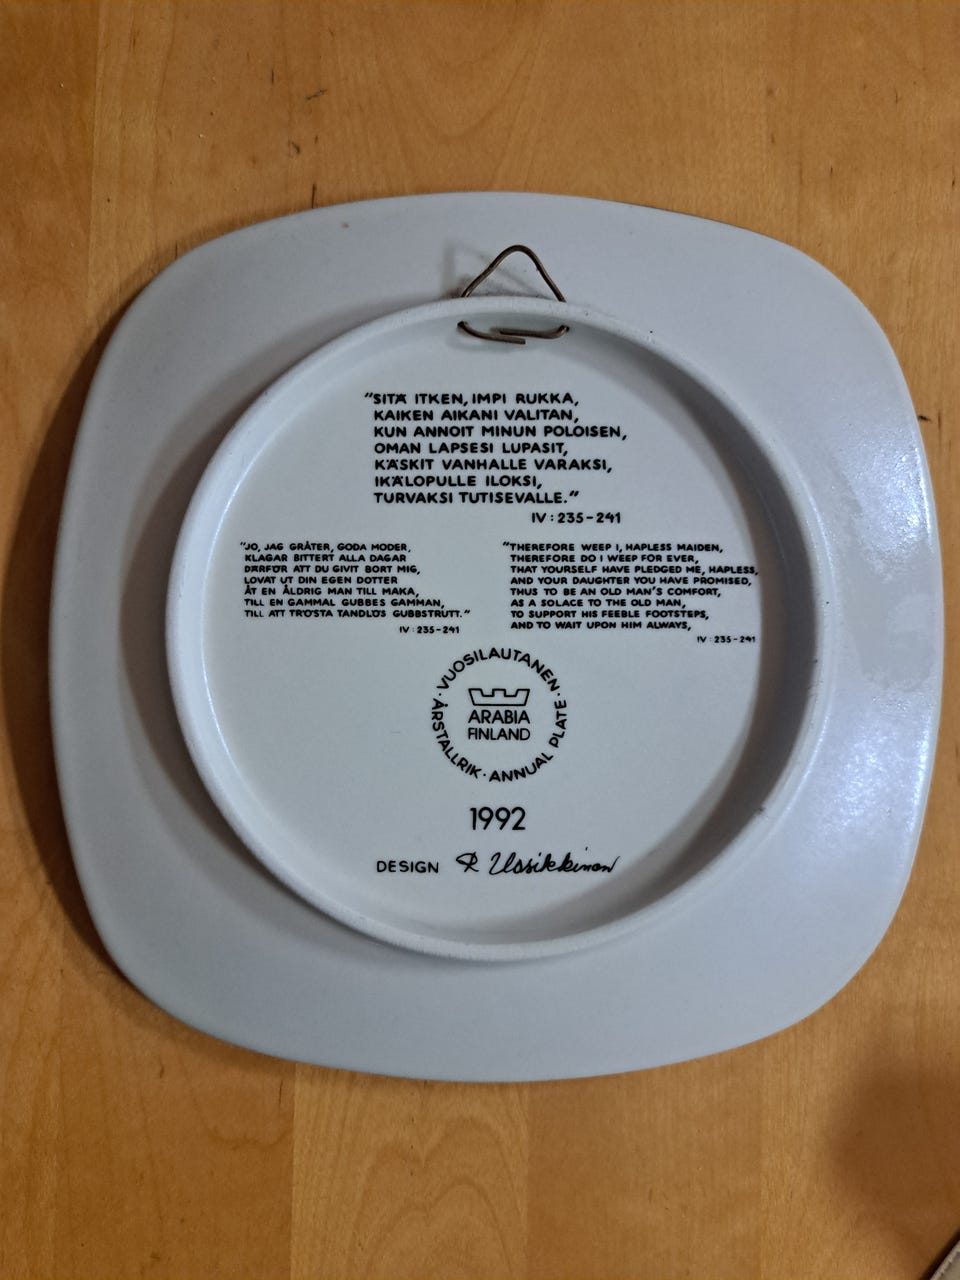 "SITÄ ITKEN, IMPI RUKKA,
KAIKEN AIKANI VALITAN,
KUN ANNOIT MINUN POLOISEN,
OMAN LAPSESI LUPASIT,
KÄSKIT VANHALLE VARAKSI,
IKÄLOPULLE ILOKSI,
TURVAKSI TUTISEVALLE."
IV : 235-241
"JO, JAG GRÅTER, GODA MODER,
KLAGAR BITTERT ALLA DAGAR
DÄRFÖR ATT DU GIVIT BORT MIG,
LOVAT UT DIN EGEN DOTTER
ÅT EN ÅLDRIG MAN TILL MAKA,
TILL EN GAMMAL GUBBES GAMMAN,
TILL ATT TRÖSTA TANDLÖS GUBBSTRUTT."
IV : 235-241
"THEREFORE WEEP I, HAPLESS MAIDEN,
THEREFORE DO I WEEP FOR EVER,
THAT YOURSELF HAVE PLEDGED ME, HAPLESS,
AND YOUR DAUGHTER YOU HAVE PROMISED,
THUS TO BE AN OLD MAN'S COMFORT,
AS A SOLACE TO THE OLD MAN,
TO SUPPORT HIS FEEBLE FOOTSTEPS,
AND TO WAIT UPON HIM ALWAYS,
IV : 235-241
· VUOSILAUTANEN · ANNUAL PLATE · ÅRSTALLRIK
ARABIA
FINLAND
1992
DESIGN R Uosikkinen